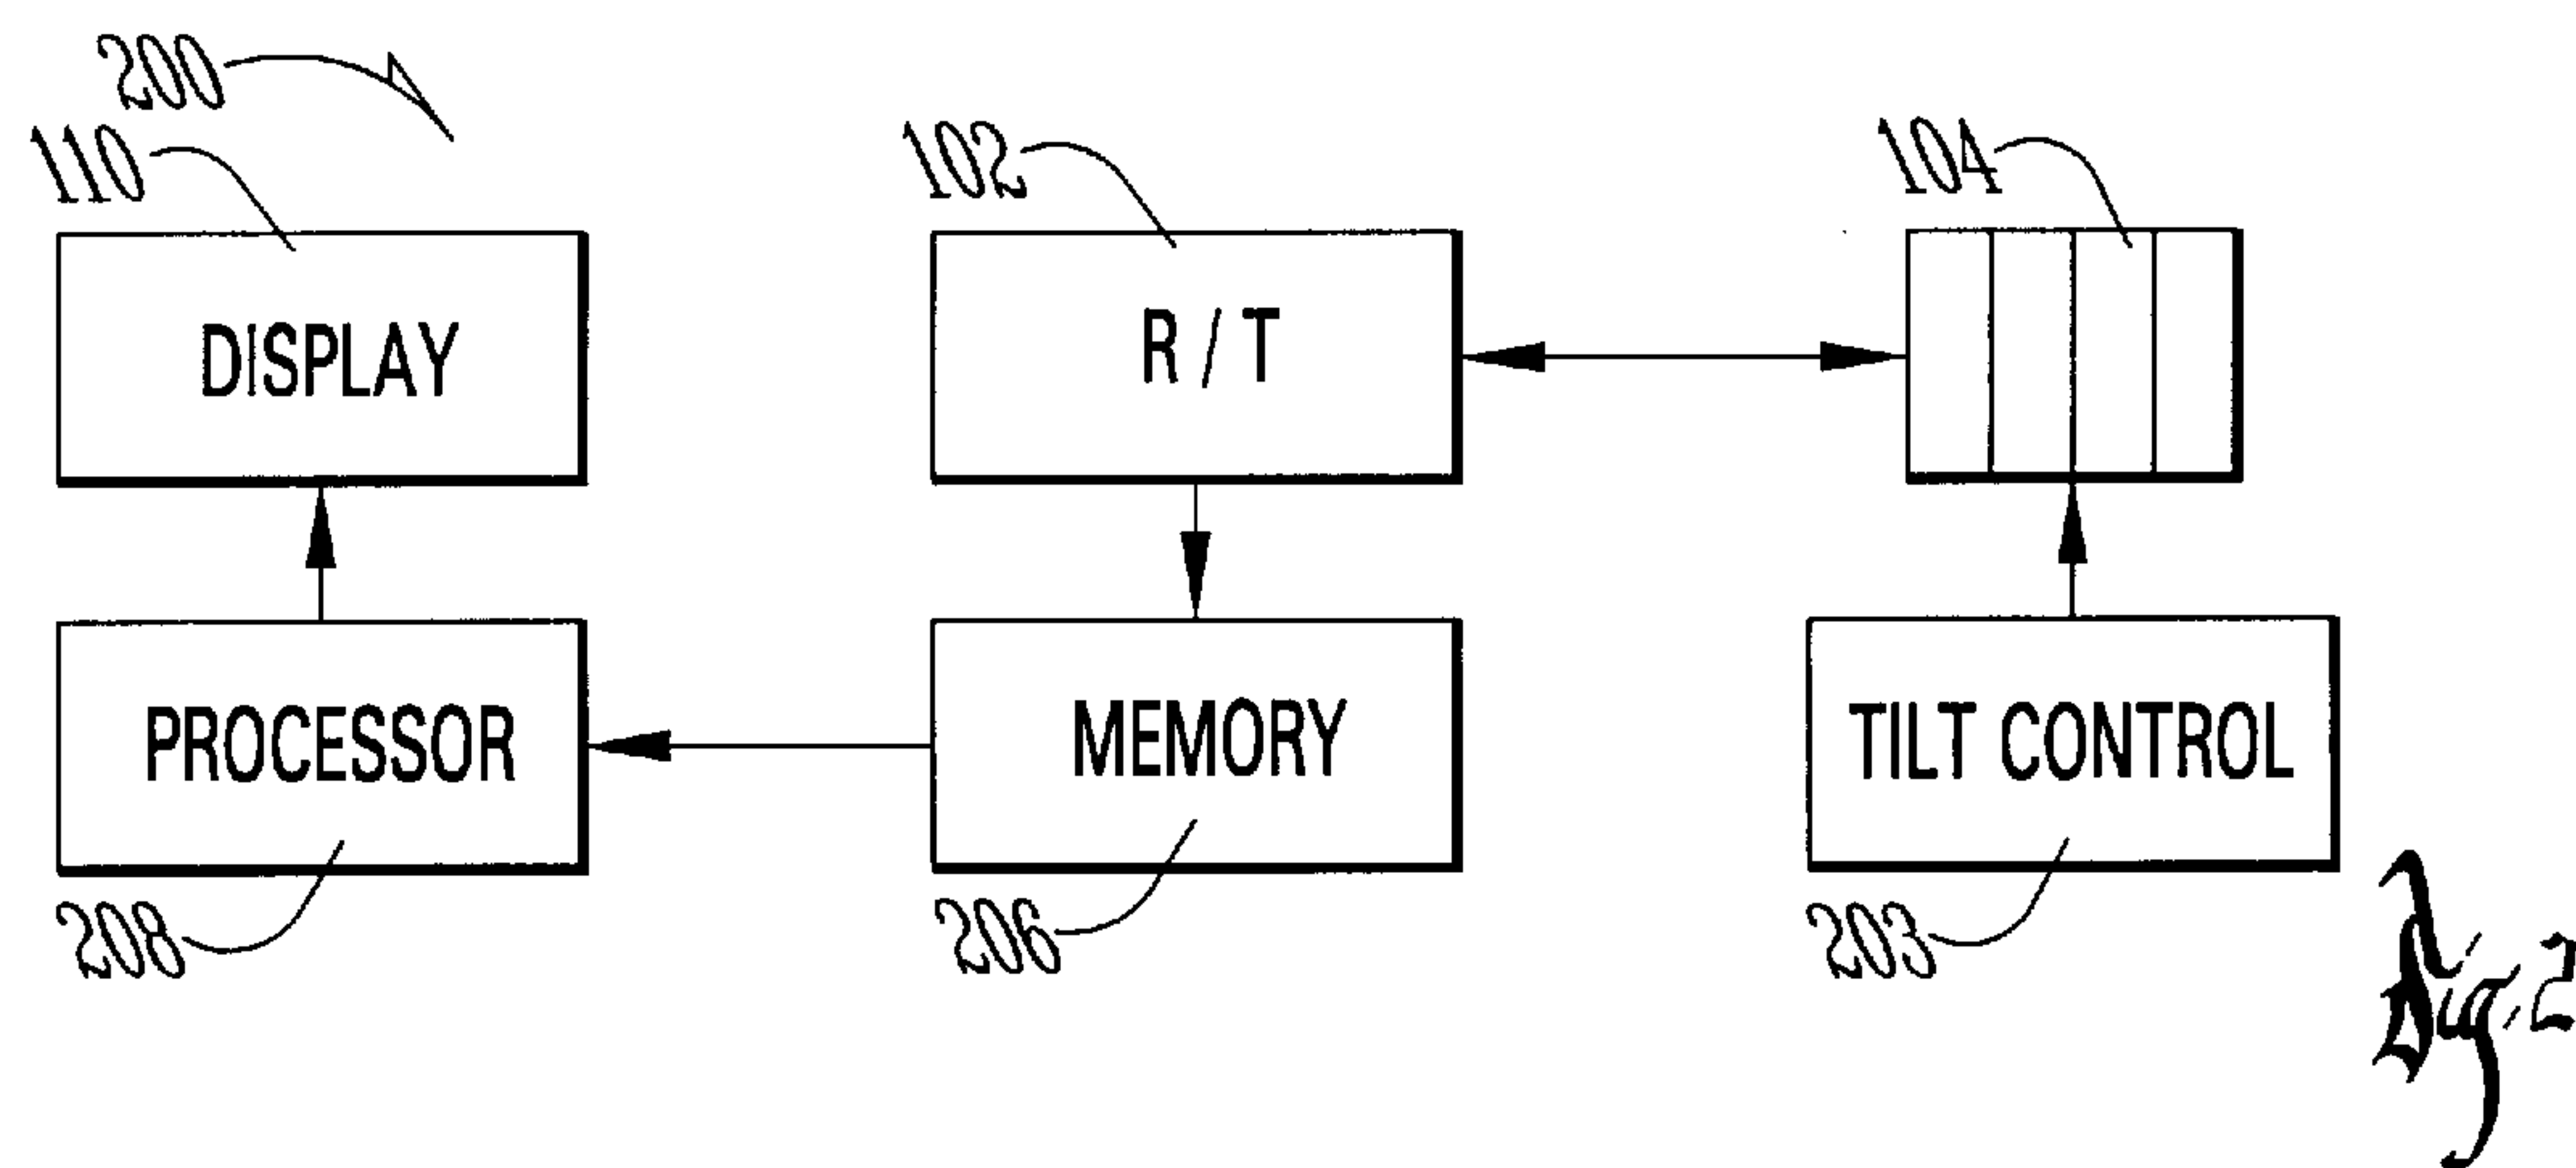 200
110
102
104
DISPLAY
R / T
PROCESSOR
MEMORY
TILT CONTROL
208
206
203
Fig. 2